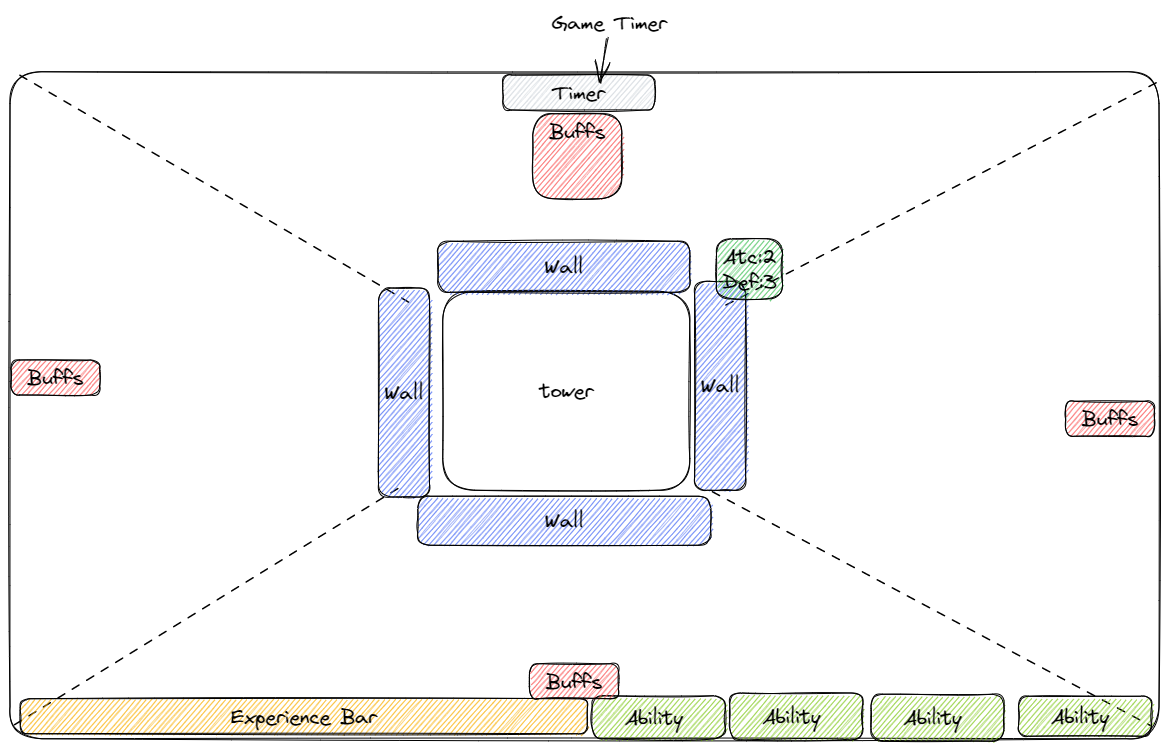 Game Timer
Timer
Buffs
Wall
Atc:2
Def:3
Buffs
Wall
tower
Wall
Buffs
Wall
Buffs
Experience Bar
Ability
Ability
Ability
Ability